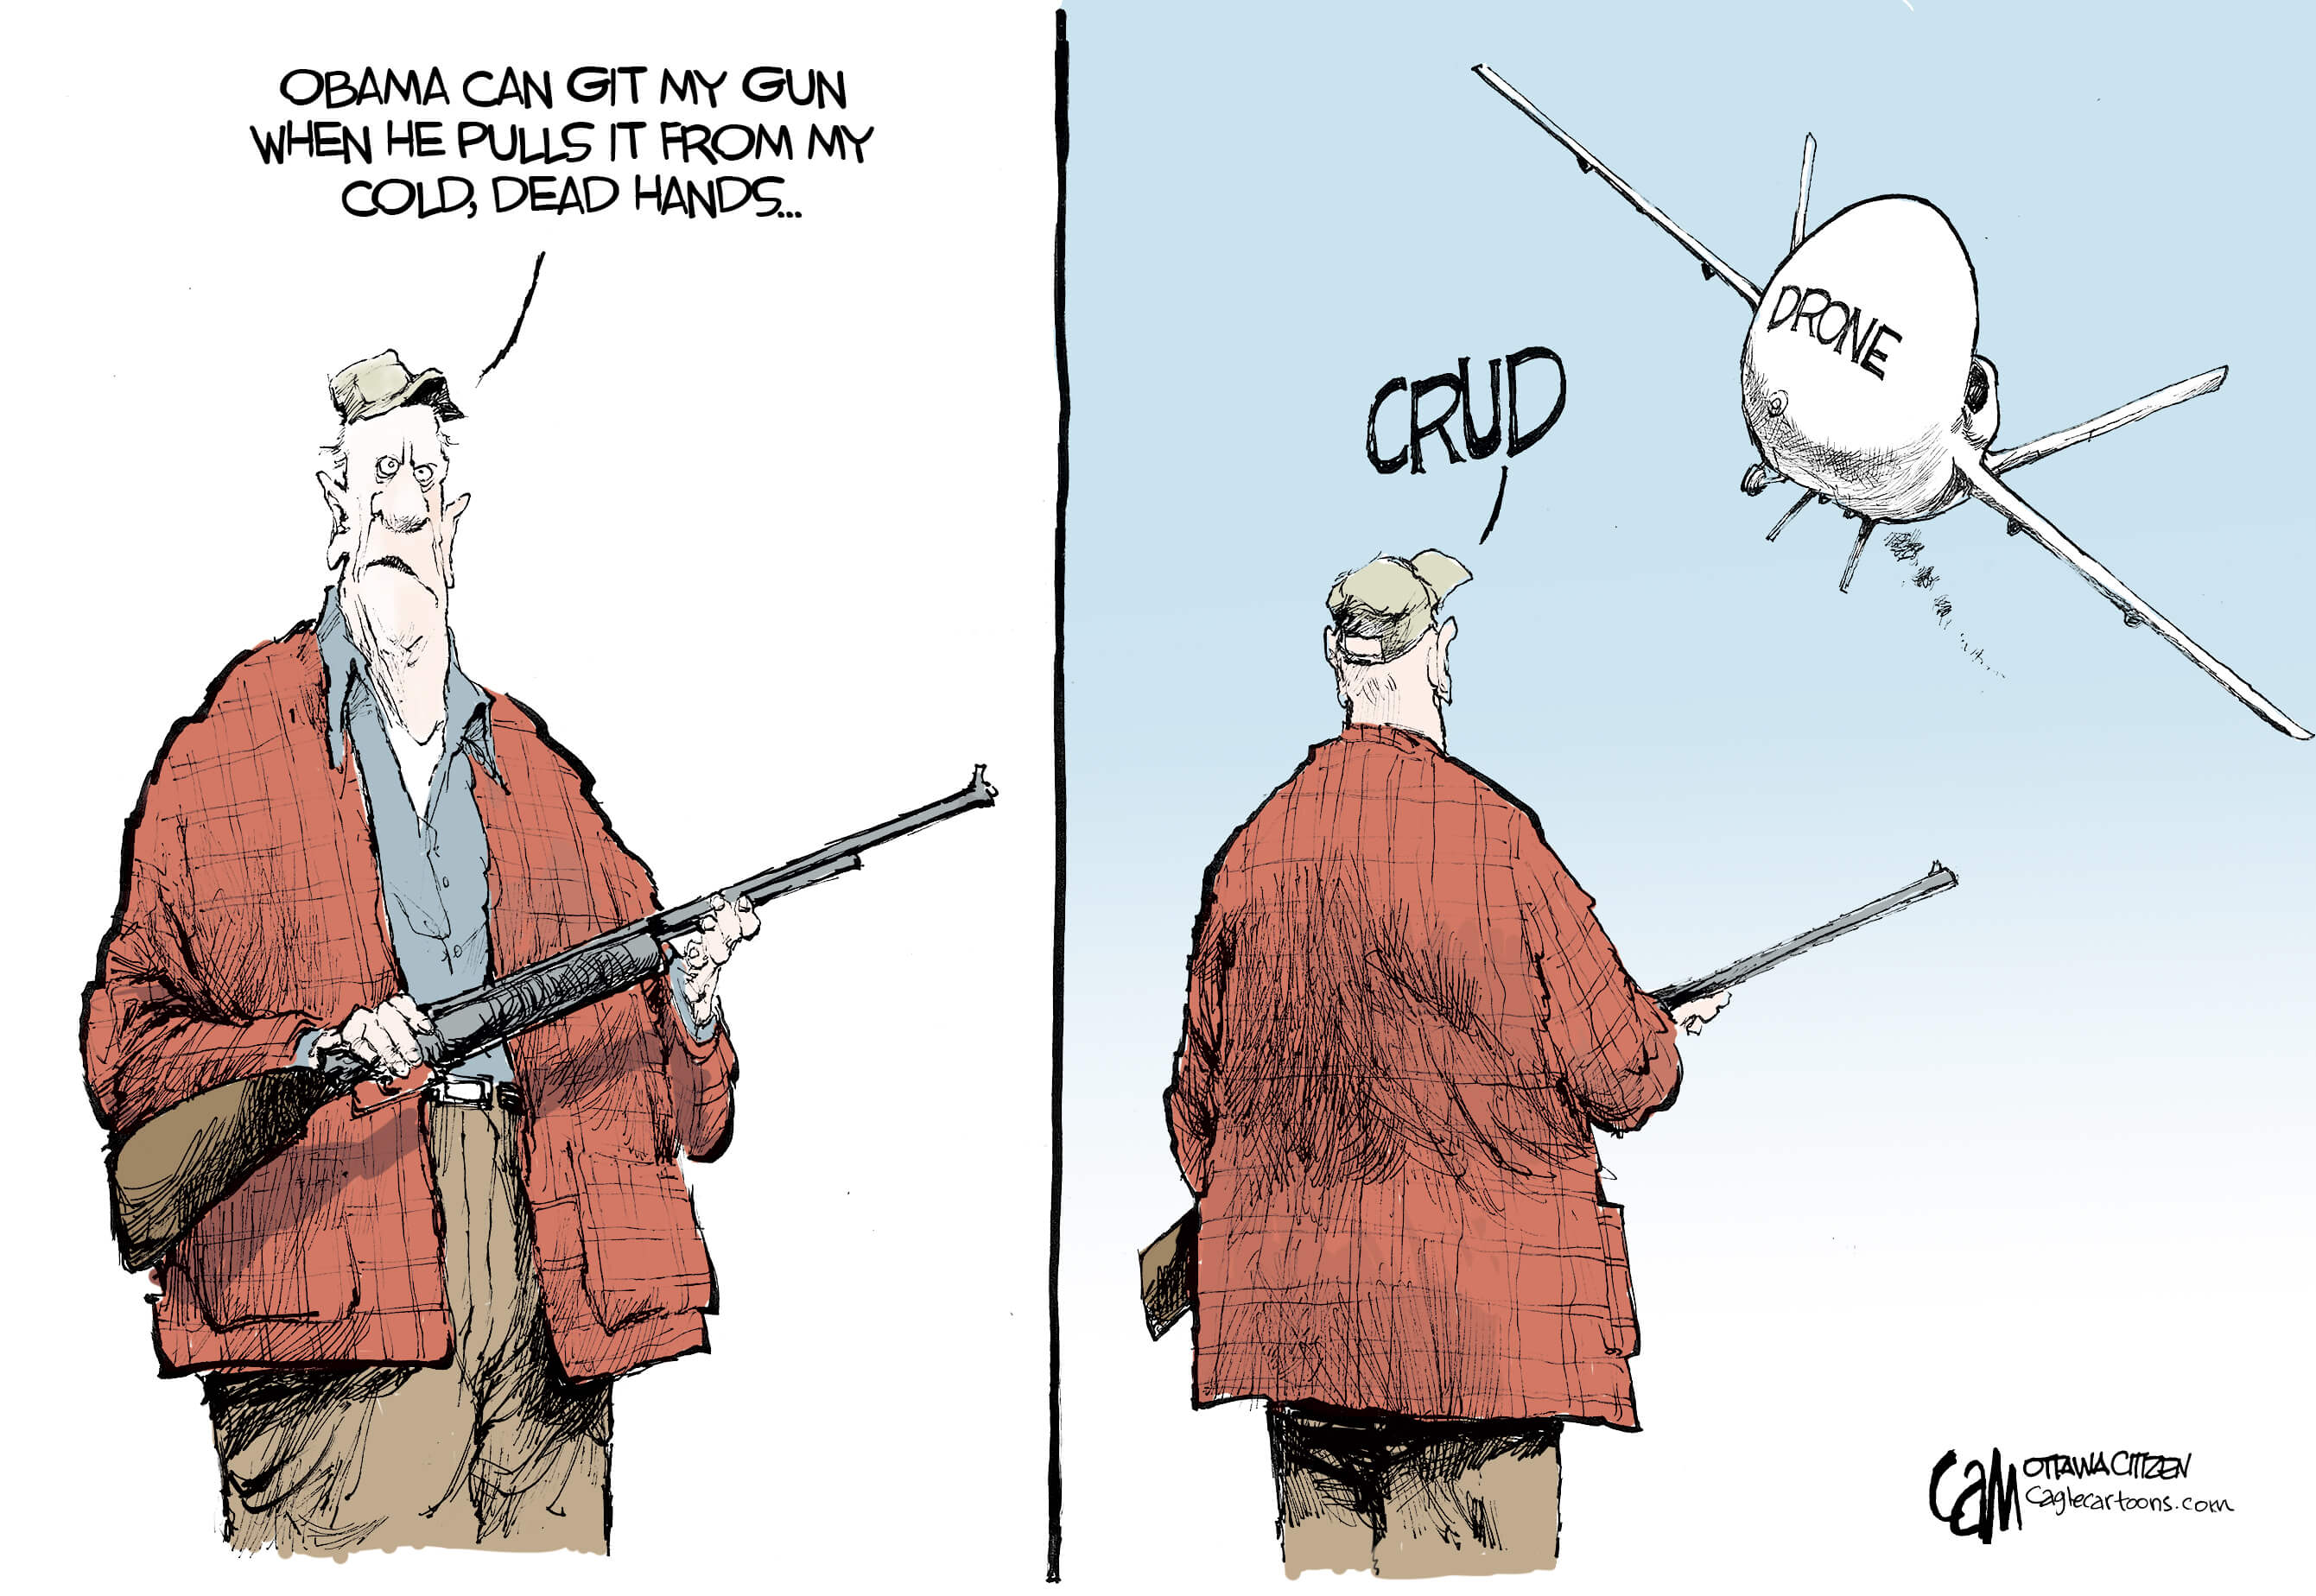 OBAMA CAN GIT MY GUN
WHEN HE PULLS IT FROM MY
COLD, DEAD HANDS...
CRUD
DRONE
CAM OTTAWA CITIZEN
Caglecartoons.com